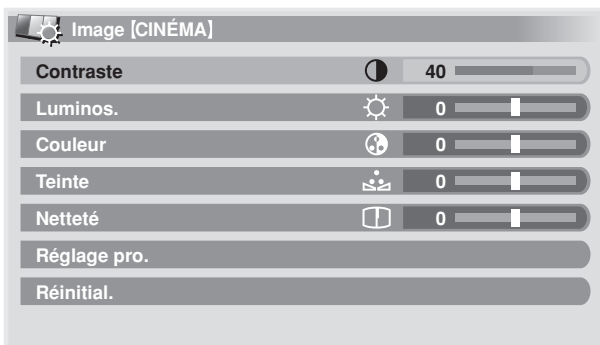 Image [CINÉMA]
Contraste 40
Luminos. 0
Couleur 0
Teinte 0
Netteté 0
Réglage pro.
Réinitial.